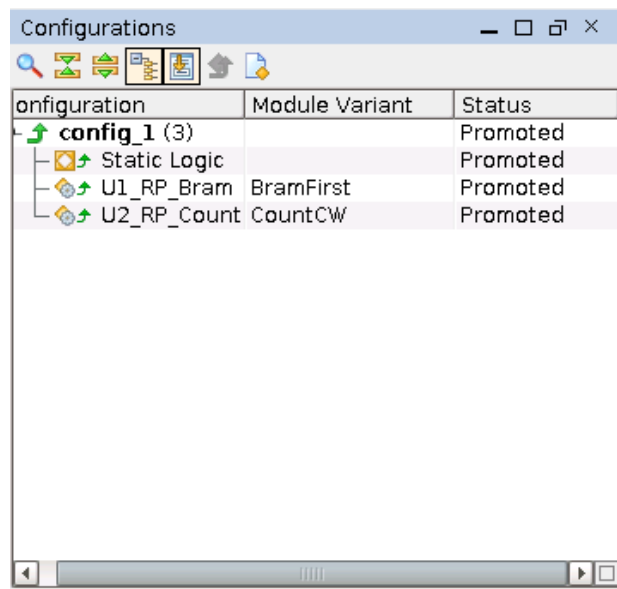 Configurations
onfiguration Module Variant Status
config_1 (3) Promoted
Static Logic Promoted
U1_RP_Bram BramFirst Promoted
U2_RP_Count CountCW Promoted